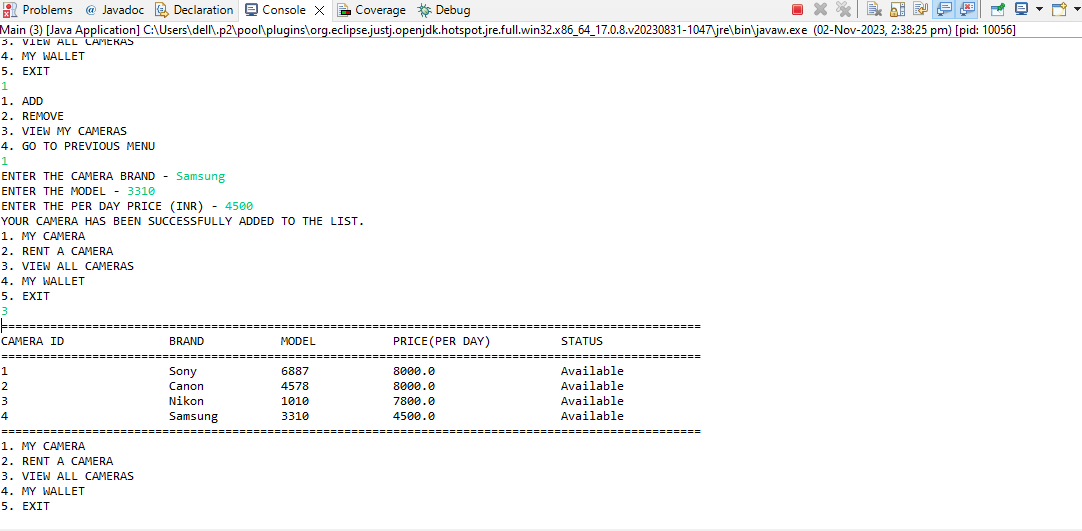 Problems @ Javadoc Declaration Console Coverage Debug
Main (3) [Java Application] C:\Users\dell\.p2\pool\plugins\org.eclipse.justj.openjdk.hotspot.jre.full.win32.x86_64_17.0.8.v20230831-1047\jre\bin\javaw.exe (02-Nov-2023, 2:38:25 pm) [pid: 10056]
3. VIEW ALL CAMERAS
4. MY WALLET
5. EXIT
1
1. ADD
2. REMOVE
3. VIEW MY CAMERAS
4. GO TO PREVIOUS MENU
1
ENTER THE CAMERA BRAND - Samsung
ENTER THE MODEL - 3310
ENTER THE PER DAY PRICE (INR) - 4500
YOUR CAMERA HAS BEEN SUCCESSFULLY ADDED TO THE LIST.
1. MY CAMERA
2. RENT A CAMERA
3. VIEW ALL CAMERAS
4. MY WALLET
5. EXIT
3
====================================================================================================
CAMERA ID BRAND MODEL PRICE(PER DAY) STATUS
====================================================================================================
1 Sony 6887 8000.0 Available
2 Canon 4578 8000.0 Available
3 Nikon 1010 7800.0 Available
4 Samsung 3310 4500.0 Available
====================================================================================================
1. MY CAMERA
2. RENT A CAMERA
3. VIEW ALL CAMERAS
4. MY WALLET
5. EXIT